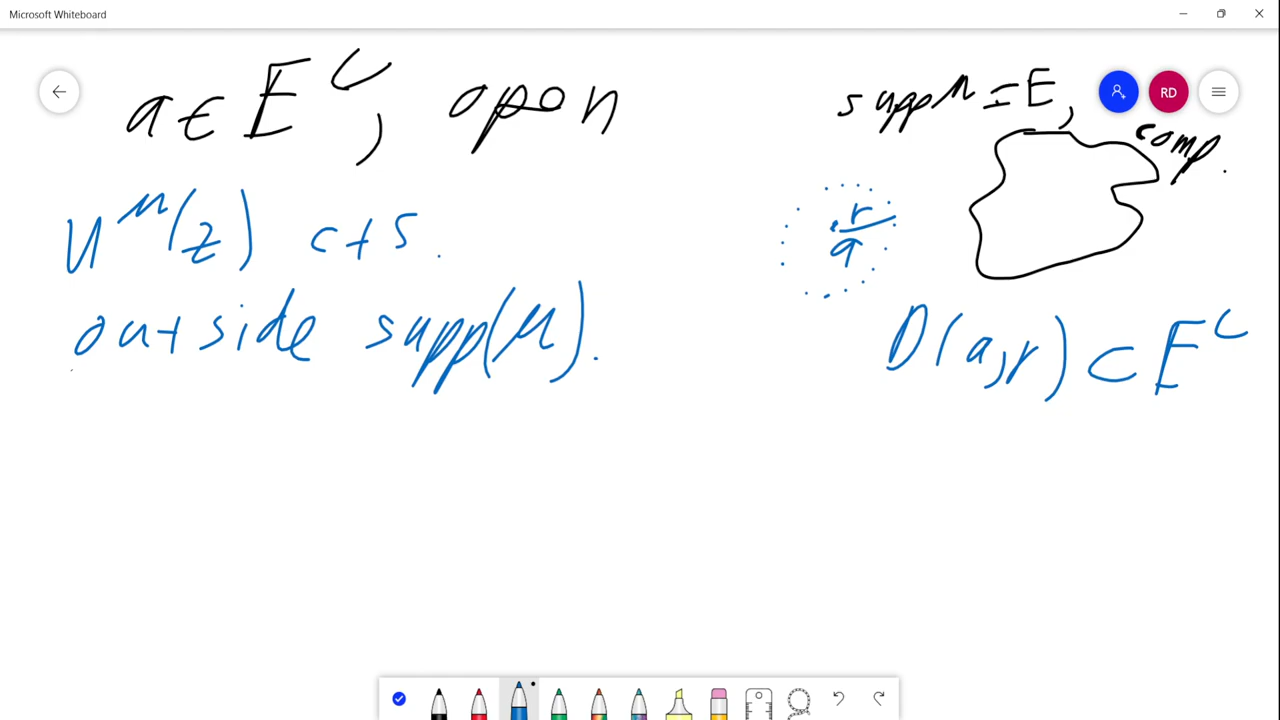 Microsoft Whiteboard
a ∈ E^c, open
supp μ = E,
comp.
RD
U^μ(z) cts.
outside supp(μ).
r
a
D(a,r) ⊂ E^c